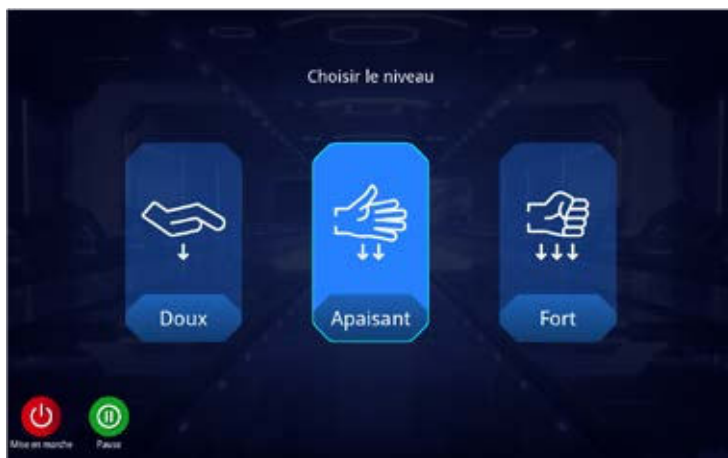 Choisir le niveau
Doux
Apaisant
Fort
Mise en marche
Pause